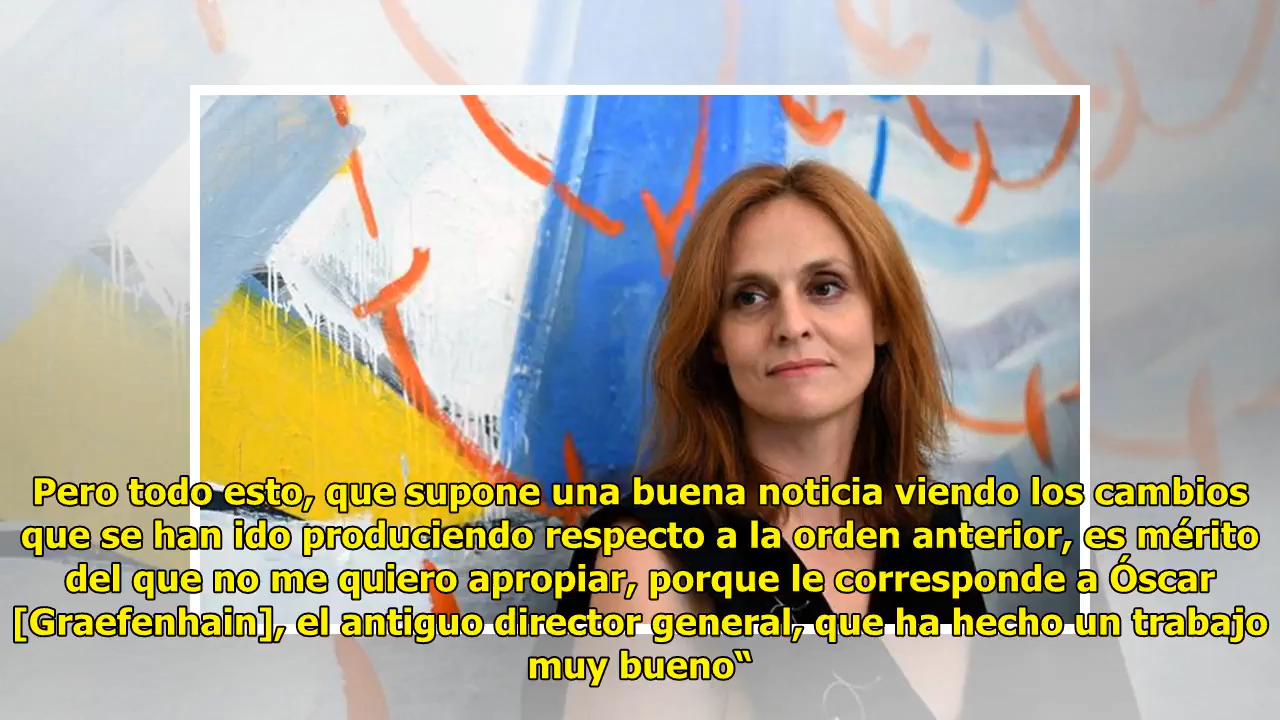 Pero todo esto, que supone una buena noticia viendo los cambios
que se han ido produciendo respecto a la orden anterior, es mérito
del que no me quiero apropiar, porque le corresponde a Óscar
[Graefenhain], el antiguo director general, que ha hecho un trabajo
muy bueno“